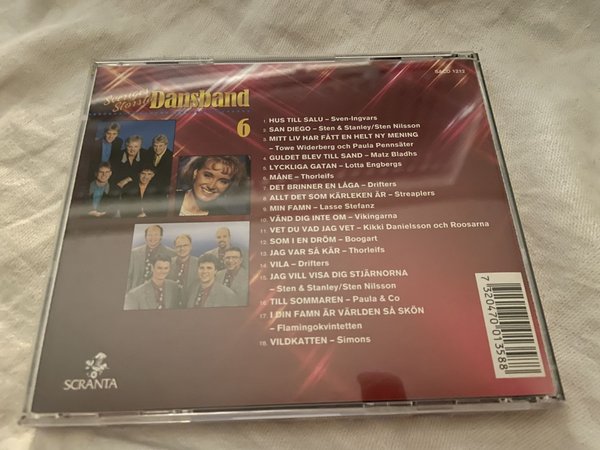 Sveriges
Största Dansband
6
SACD 1212
1 HUS TILL SALU – Sven-Ingvars
2 SAN DIEGO – Sten & Stanley/Sten Nilsson
3 MITT LIV HAR FÅTT EN HELT NY MENING
– Towe Widerberg och Paula Pennsäter
4 GULDET BLEV TILL SAND – Matz Bladhs
5 LYCKLIGA GATAN – Lotta Engbergs
6 MÅNE – Thorleifs
7 DET BRINNER EN LÅGA – Drifters
8 ALLT DET SOM KÄRLEKEN ÄR – Streaplers
9 MIN FAMN – Lasse Stefanz
10 VÄND DIG INTE OM – Vikingarna
11 VET DU VAD JAG VET – Kikki Danielsson och Roosarna
12 SOM I EN DRÖM – Boogart
13 JAG VAR SÅ KÄR – Thorleifs
14 VILA – Drifters
15 JAG VILL VISA DIG STJÄRNORNA
– Sten & Stanley/Sten Nilsson
16 TILL SOMMAREN – Paula & Co
17 I DIN FAMN ÄR VÄRLDEN SÅ SKÖN
– Flamingokvintetten
18 VILDKATTEN – Simons
7 320470 013588
SCRANTA